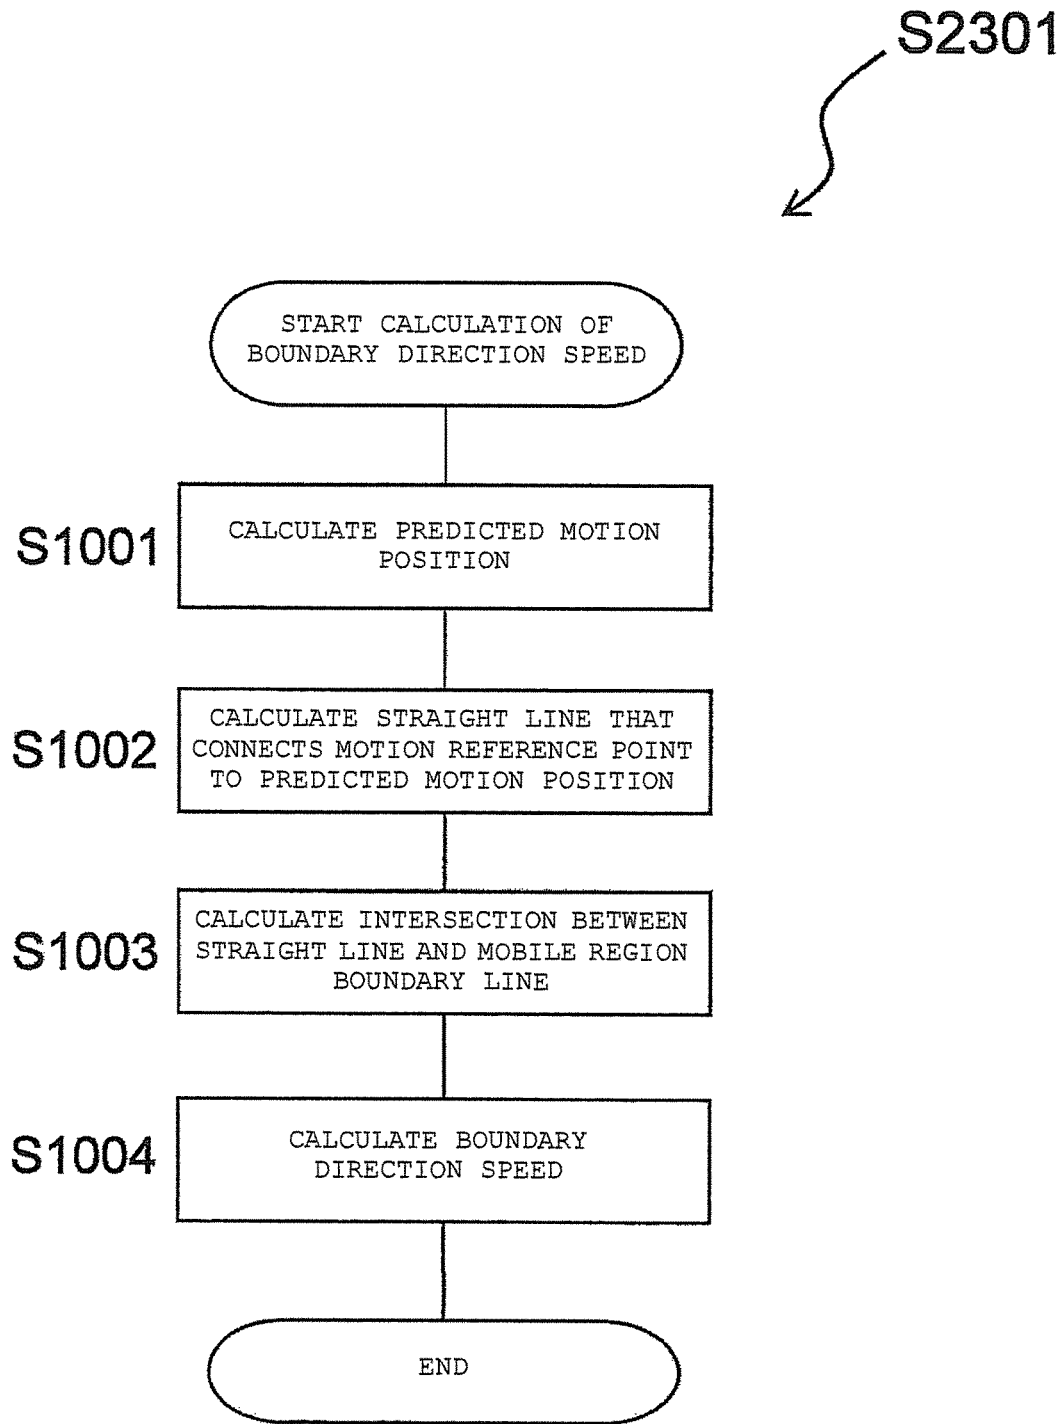 S2301
START CALCULATION OF
BOUNDARY DIRECTION SPEED
S1001
CALCULATE PREDICTED MOTION
POSITION
S1002
CALCULATE STRAIGHT LINE THAT
CONNECTS MOTION REFERENCE POINT
TO PREDICTED MOTION POSITION
S1003
CALCULATE INTERSECTION BETWEEN
STRAIGHT LINE AND MOBILE REGION
BOUNDARY LINE
S1004
CALCULATE BOUNDARY
DIRECTION SPEED
END